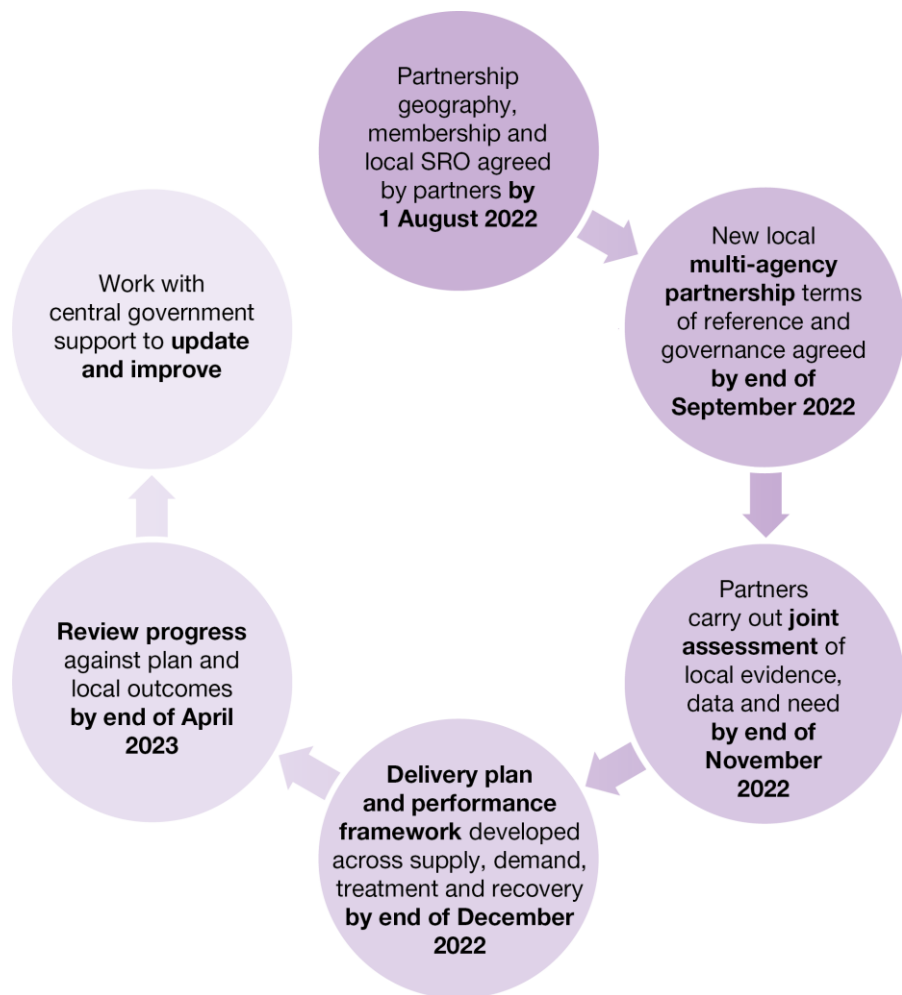 Partnership
geography,
membership and
local SRO agreed
by partners by
1 August 2022
New local
multi-agency
partnership terms
of reference and
governance agreed
by end of
September 2022
Partners
carry out joint
assessment of
local evidence,
data and need
by end of
November
2022
Delivery plan
and performance
framework developed
across supply, demand,
treatment and recovery
by end of December
2022
Review progress
against plan and
local outcomes
by end of April
2023
Work with
central government
support to update
and improve